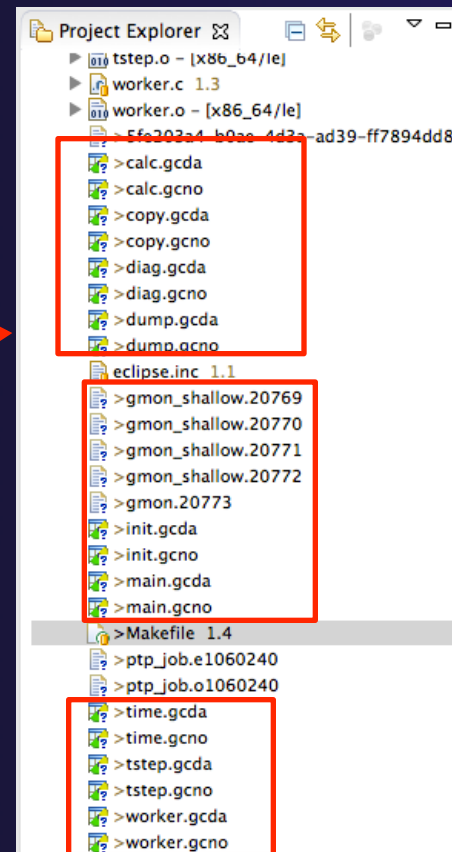 Project Explorer
tstep.o - [x86_64/le]
worker.c 1.3
worker.o - [x86_64/le]
>calc.gcda
>calc.gcno
>copy.gcda
>copy.gcno
>diag.gcda
>diag.gcno
>dump.gcda
>dump.gcno
eclipse.inc 1.1
>gmon_shallow.20769
>gmon_shallow.20770
>gmon_shallow.20771
>gmon_shallow.20772
>gmon.20773
>init.gcda
>init.gcno
>main.gcda
>main.gcno
>Makefile 1.4
>ptp_job.e1060240
>ptp_job.o1060240
>time.gcda
>time.gcno
>tstep.gcda
>tstep.gcno
>worker.gcda
>worker.gcno